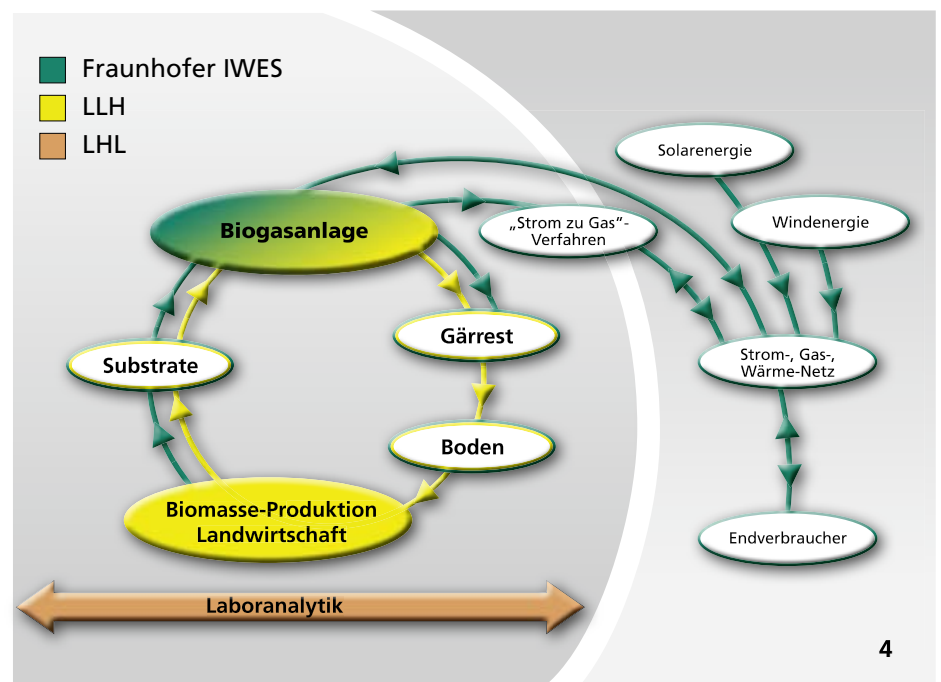 Fraunhofer IWES
LLH
LHL
Solarenergie
Windenergie
„Strom zu Gas”-
Verfahren
Biogasanlage
Gärrest
Substrate
Strom-, Gas-,
Wärme-Netz
Boden
Biomasse-Produktion
Landwirtschaft
Endverbraucher
Laboranalytik
4